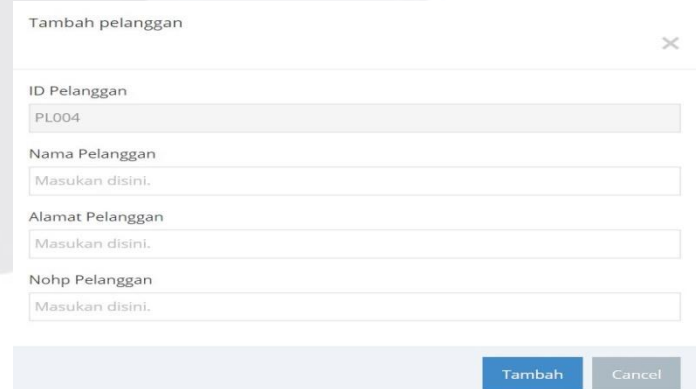 Tambah pelanggan
×
ID Pelanggan
PL004
Nama Pelanggan
Masukan disini.
Alamat Pelanggan
Masukan disini.
Nohp Pelanggan
Masukan disini.
Tambah Cancel